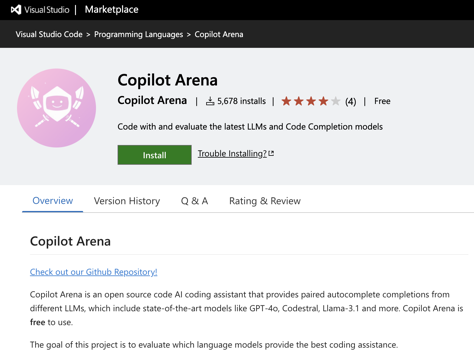 Visual Studio | Marketplace
Visual Studio Code > Programming Languages > Copilot Arena
Copilot Arena
Copilot Arena | 5,678 installs | (4) | Free
Code with and evaluate the latest LLMs and Code Completion models
Install Trouble Installing?
Overview Version History Q & A Rating & Review
Copilot Arena
Check out our Github Repository!
Copilot Arena is an open source code AI coding assistant that provides paired autocomplete completions from
different LLMs, which include state-of-the-art models like GPT-4o, Codestral, Llama-3.1 and more. Copilot Arena is
free to use.
The goal of this project is to evaluate which language models provide the best coding assistance.